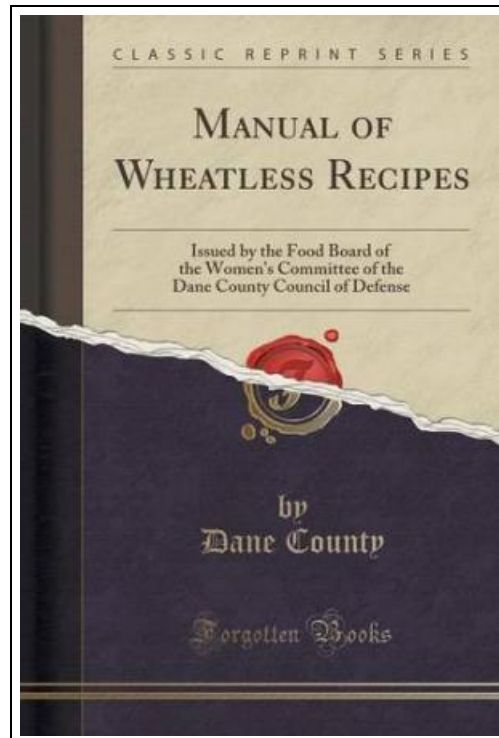 CLASSIC REPRINT SERIES
MANUAL OF
WHEATLESS RECIPES
Issued by the Food Board of
the Women's Committee of the
Dane County Council of Defense
by
Dane County
Forgotten Books